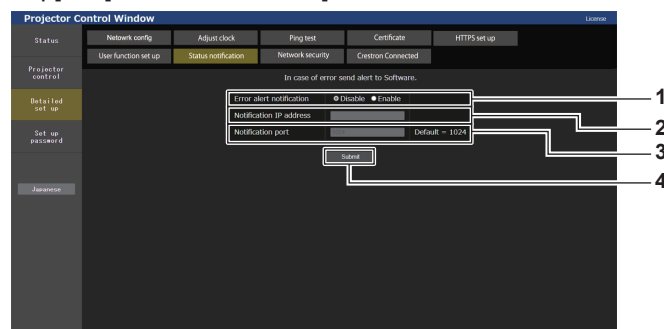 Projector Control Window License
Status Netowrk config Adjust clock Ping test Certificate HTTPS set up
User function set up Status notification Network security Crestron Connected
Projector control
In case of error send alert to Software.
Detailed set up
Error alert notification Disable Enable 1
Notification IP address 2
Notification port Default = 1024 3
Set up password
Submit
4
Japanese